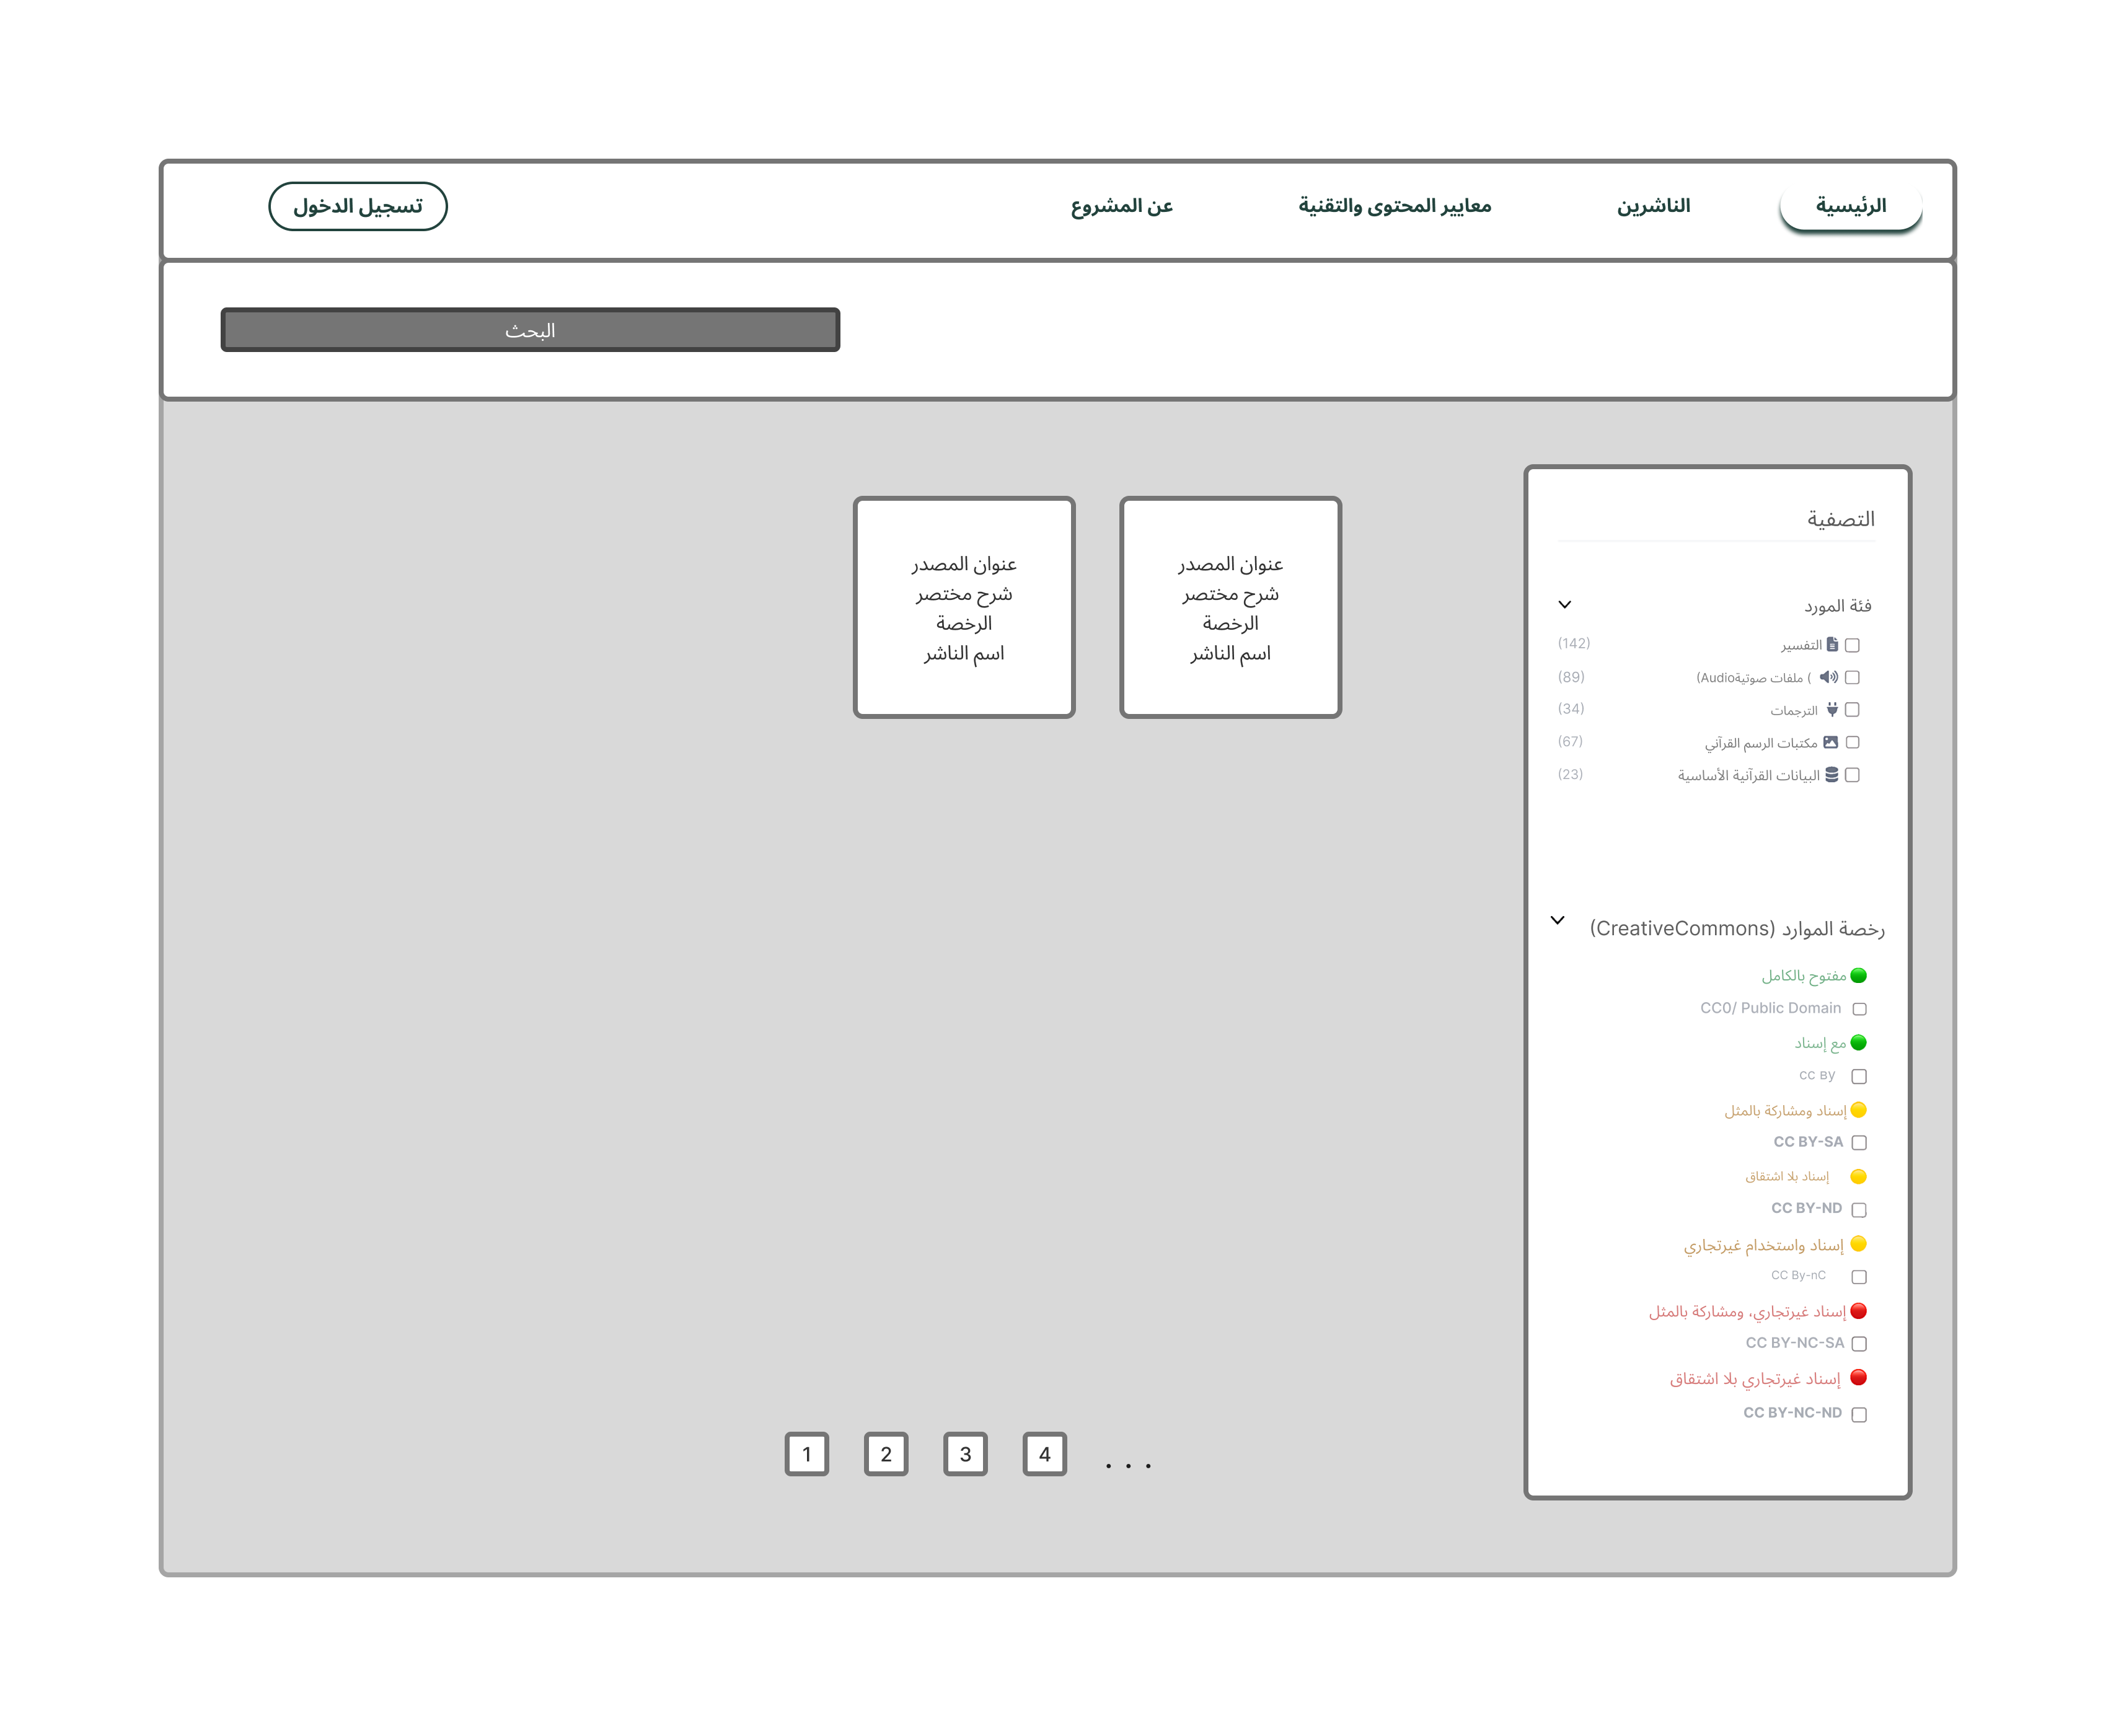 الرئيسية
الناشرين
معايير المحتوى والتقنية
عن المشروع
تسجيل الدخول
البحث
التصفية
فئة المورد
التفسير (142)
( ملفات صوتيةAudio) (89)
الترجمات (34)
مكتبات الرسم القرآني (67)
البيانات القرآنية الأساسية (23)
رخصة الموارد (CreativeCommons)
مفتوح بالكامل
CC0/ Public Domain
مع إسناد
CC BY
إسناد ومشاركة بالمثل
CC BY-SA
إسناد بلا اشتقاق
CC BY-ND
إسناد واستخدام غيرتجاري
CC By-nC
إسناد غيرتجاري، ومشاركة بالمثل
CC BY-NC-SA
إسناد غيرتجاري بلا اشتقاق
CC BY-NC-ND
عنوان المصدر
شرح مختصر
الرخصة
اسم الناشر
عنوان المصدر
شرح مختصر
الرخصة
اسم الناشر
1 2 3 4 . . .